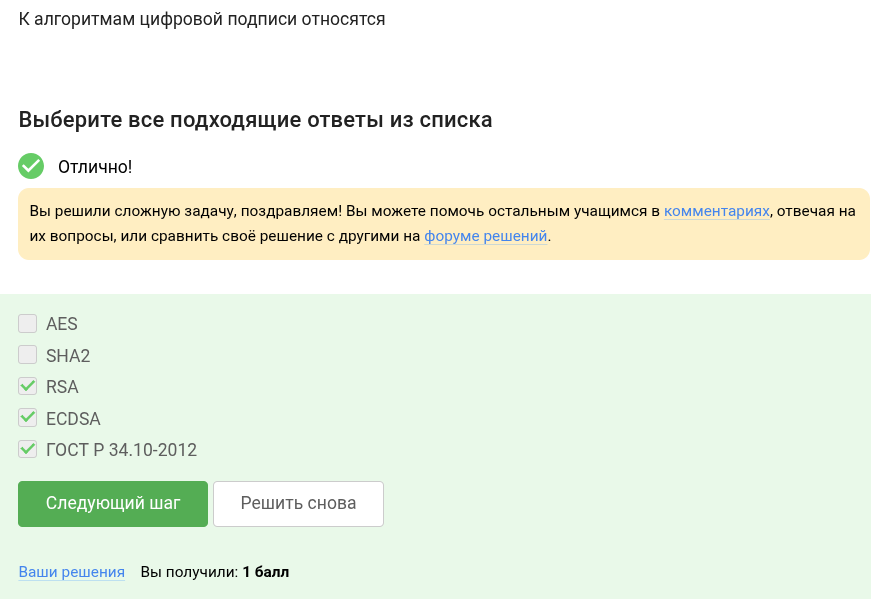 К алгоритмам цифровой подписи относятся
Выберите все подходящие ответы из списка
Отлично!
Вы решили сложную задачу, поздравляем! Вы можете помочь остальным учащимся в комментариях, отвечая на
их вопросы, или сравнить своё решение с другими на форуме решений.
AES
SHA2
RSA
ECDSA
ГОСТ Р 34.10-2012
Следующий шаг Решить снова
Ваши решения Вы получили: 1 балл